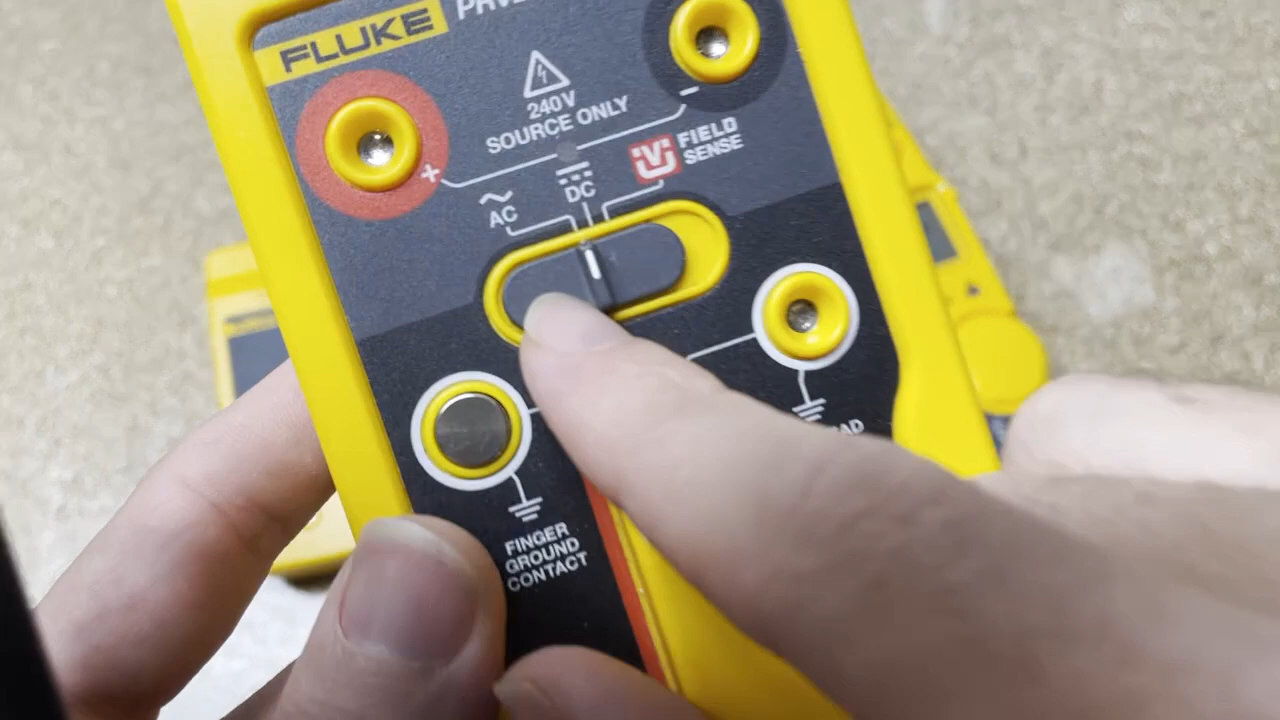 FLUKE
240V
SOURCE ONLY
+
−
FIELD
SENSE
AC
DC
FINGER
GROUND
CONTACT